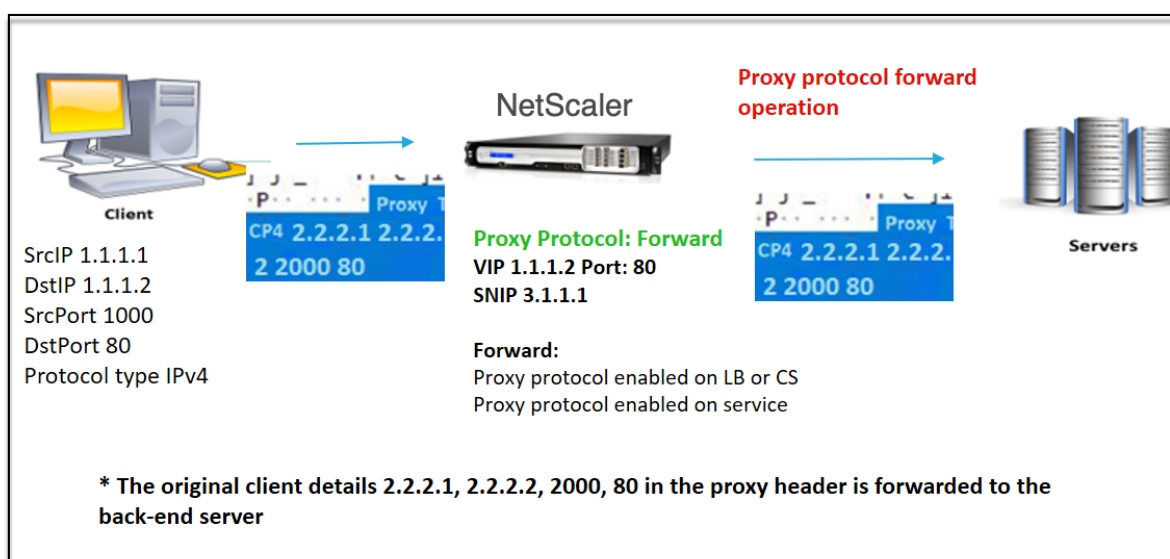 NetScaler
Proxy protocol forward
operation
Client
Servers
SrcIP 1.1.1.1
DstIP 1.1.1.2
SrcPort 1000
DstPort 80
Protocol type IPv4
·P·· ··· · ·
Proxy T
CP4 2.2.2.1 2.2.2.
2 2000 80
Proxy Protocol: Forward
VIP 1.1.1.2 Port: 80
SNIP 3.1.1.1
Forward:
Proxy protocol enabled on LB or CS
Proxy protocol enabled on service
·P·· ··· · ·
Proxy T
CP4 2.2.2.1 2.2.2.
2 2000 80
* The original client details 2.2.2.1, 2.2.2.2, 2000, 80 in the proxy header is forwarded to the
back-end server